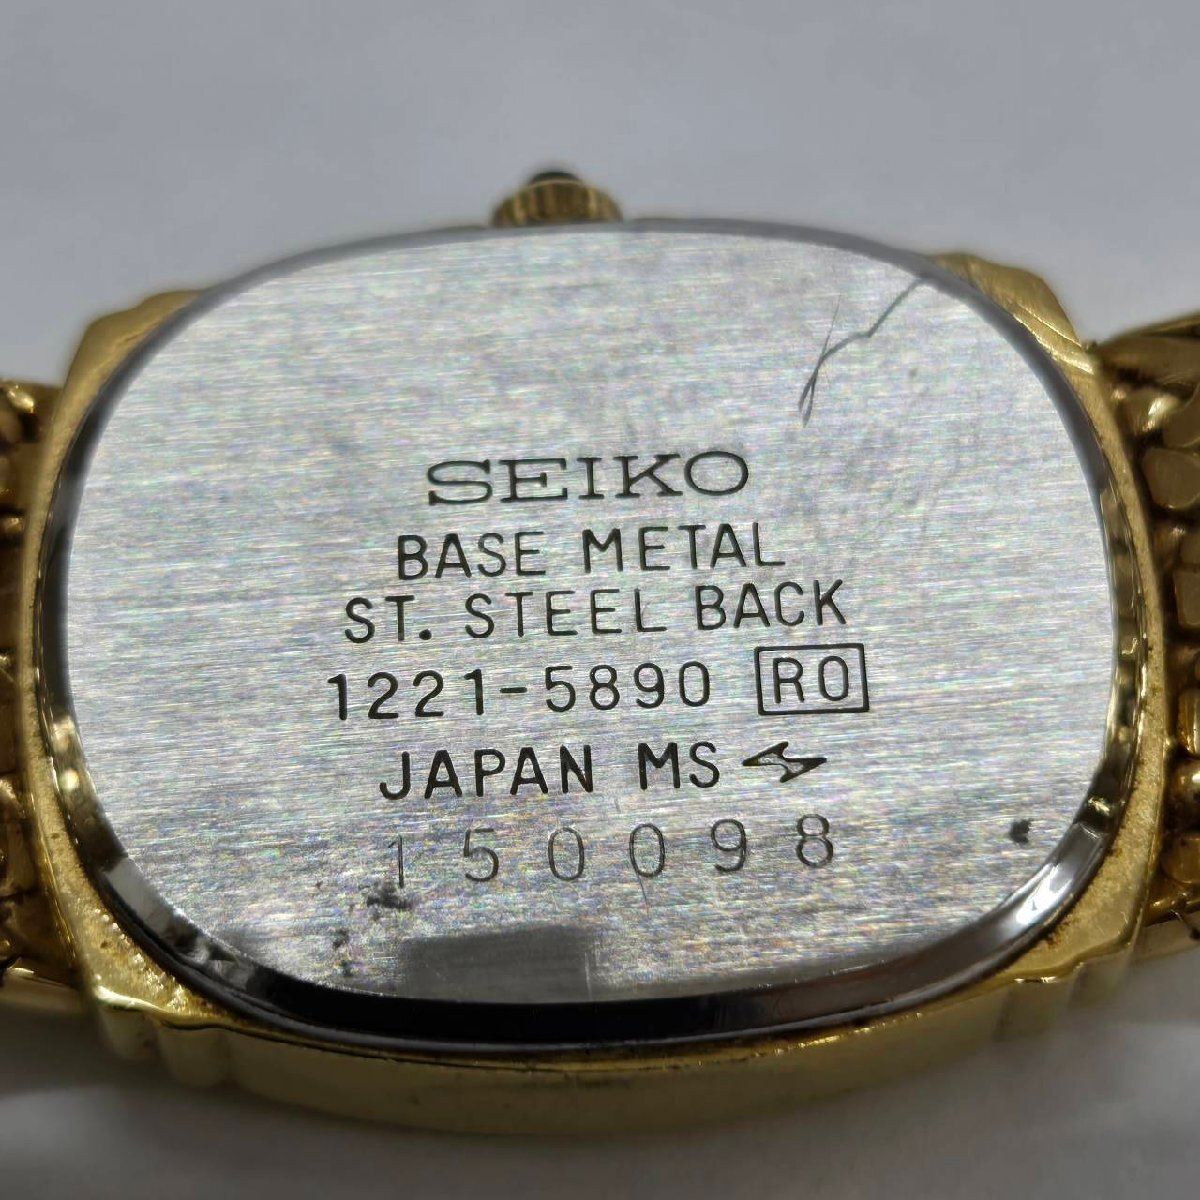 SEIKO
BASE METAL
ST. STEEL BACK
1221-5890 RO
JAPAN MS
150098